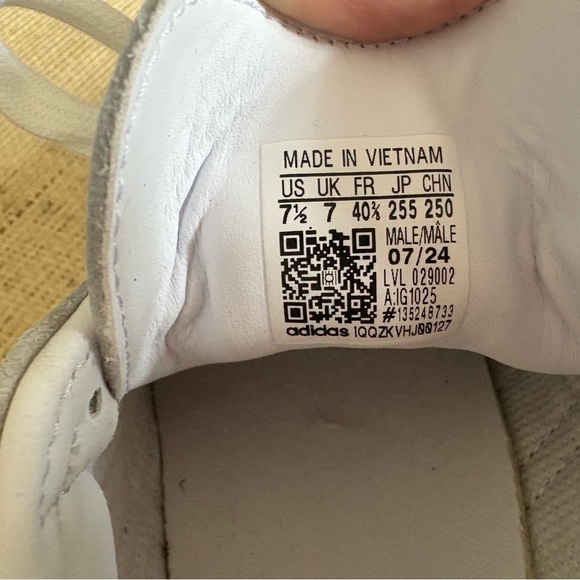 MADE IN VIETNAM
US UK FR JP CHN
7½ 7 40⅔ 255 250
MALE/MÂLE
07/24
LVL 029002
A:IG1025
#135248733
adidas 1QQZKVHJ00127